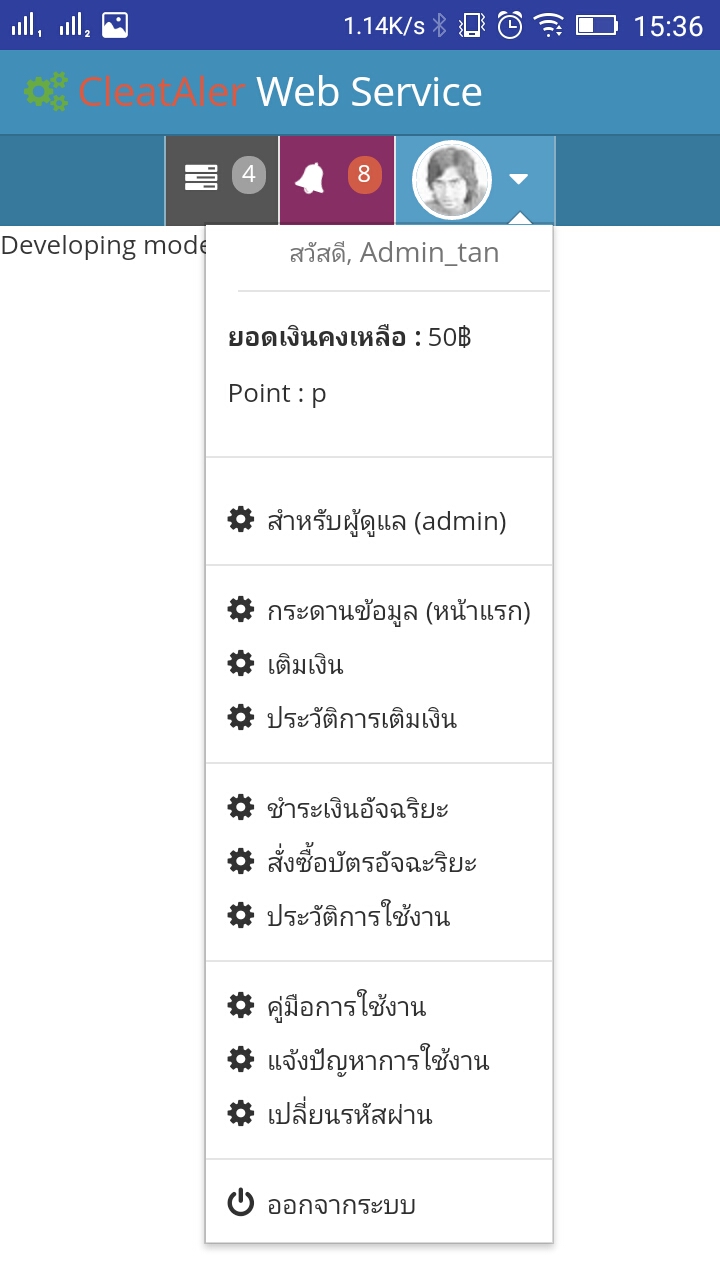 1.14K/s 15:36
CleatAler Web Service
4 8
Developing mode
สวัสดี, Admin_tan
ยอดเงินคงเหลือ : 50฿
Point : p
สำหรับผู้ดูแล (admin)
กระดานข้อมูล (หน้าแรก)
เติมเงิน
ประวัติการเติมเงิน
ชำระเงินอัจฉริยะ
สั่งซื้อบัตรอัจฉะริยะ
ประวัติการใช้งาน
คู่มือการใช้งาน
แจ้งปัญหาการใช้งาน
เปลี่ยนรหัสผ่าน
ออกจากระบบ